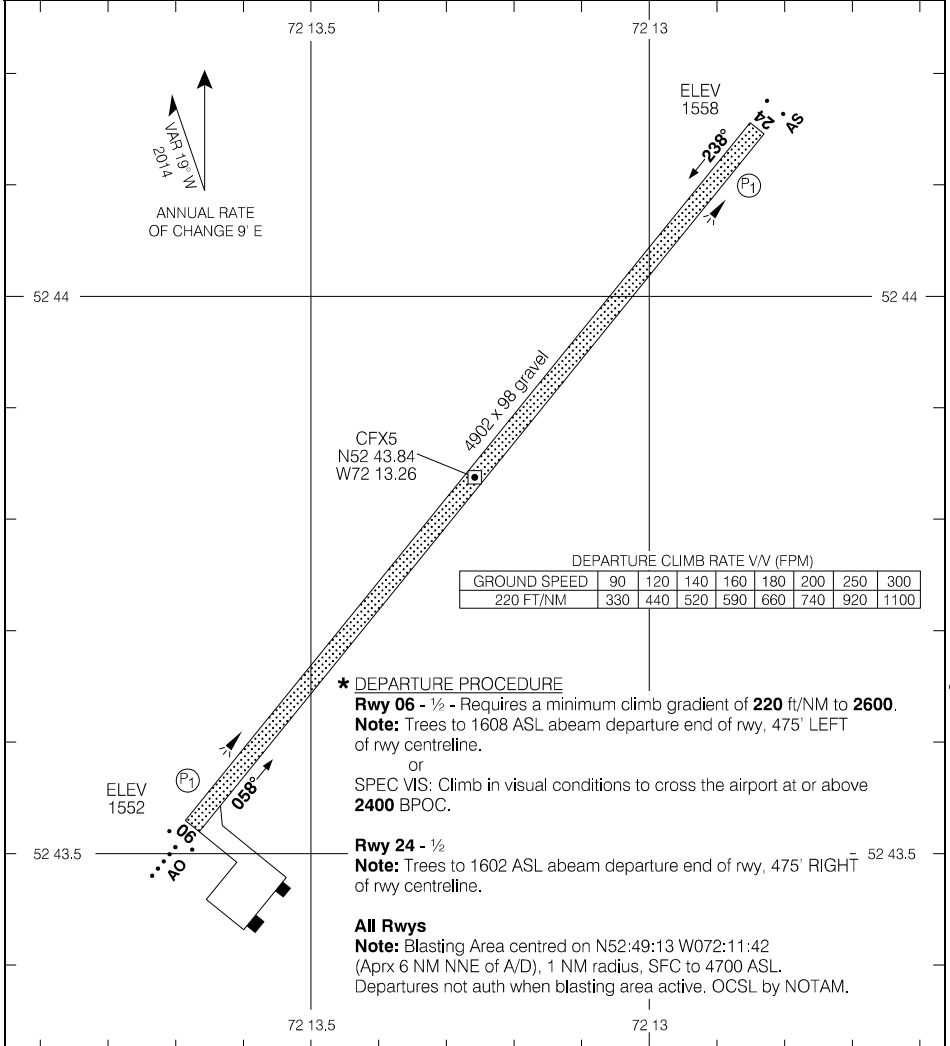 72 13.5
72 13
ELEV
1558
24
AS
238°
P1
VAR 19° W
2014
ANNUAL RATE
OF CHANGE 9' E
52 44
52 44
4902 x 98 gravel
CFX5
N52 43.84
W72 13.26
DEPARTURE CLIMB RATE V/V (FPM)
GROUND SPEED 90 120 140 160 180 200 250 300
220 FT/NM 330 440 520 590 660 740 920 1100
* DEPARTURE PROCEDURE
Rwy 06 - ½ - Requires a minimum climb gradient of 220 ft/NM to 2600.
Note: Trees to 1608 ASL abeam departure end of rwy, 475' LEFT
of rwy centreline.
or
SPEC VIS: Climb in visual conditions to cross the airport at or above
2400 BPOC.
P1
058°
ELEV
1552
06
AO
52 43.5
Rwy 24 - ½
Note: Trees to 1602 ASL abeam departure end of rwy, 475' RIGHT
52 43.5
of rwy centreline.
All Rwys
Note: Blasting Area centred on N52:49:13 W072:11:42
(Aprx 6 NM NNE of A/D), 1 NM radius, SFC to 4700 ASL.
Departures not auth when blasting area active. OCSL by NOTAM.
72 13.5
72 13